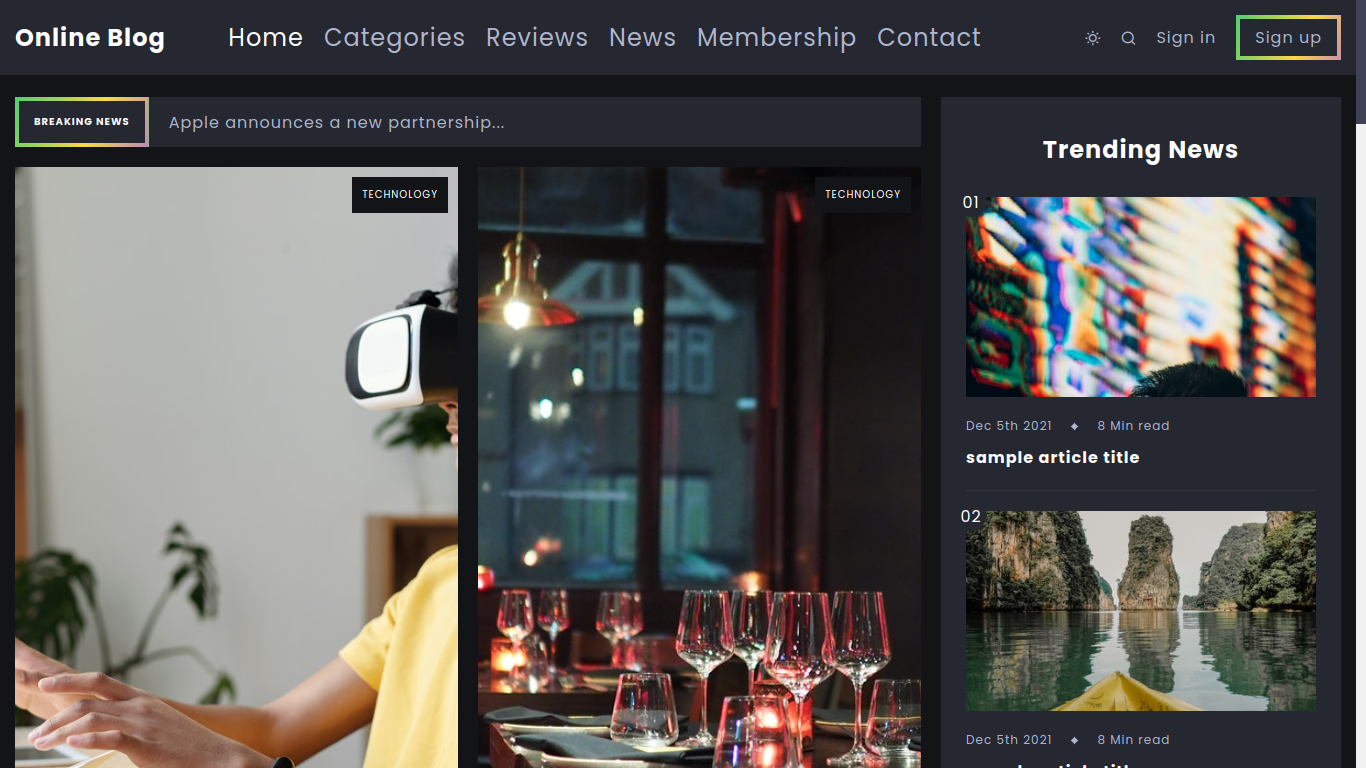 Online Blog Home Categories Reviews News Membership Contact Sign in Sign up
BREAKING NEWS Apple announces a new partnership...
TECHNOLOGY
TECHNOLOGY
Trending News
01
Dec 5th 2021 ◆ 8 Min read
sample article title
02
Dec 5th 2021 ◆ 8 Min read